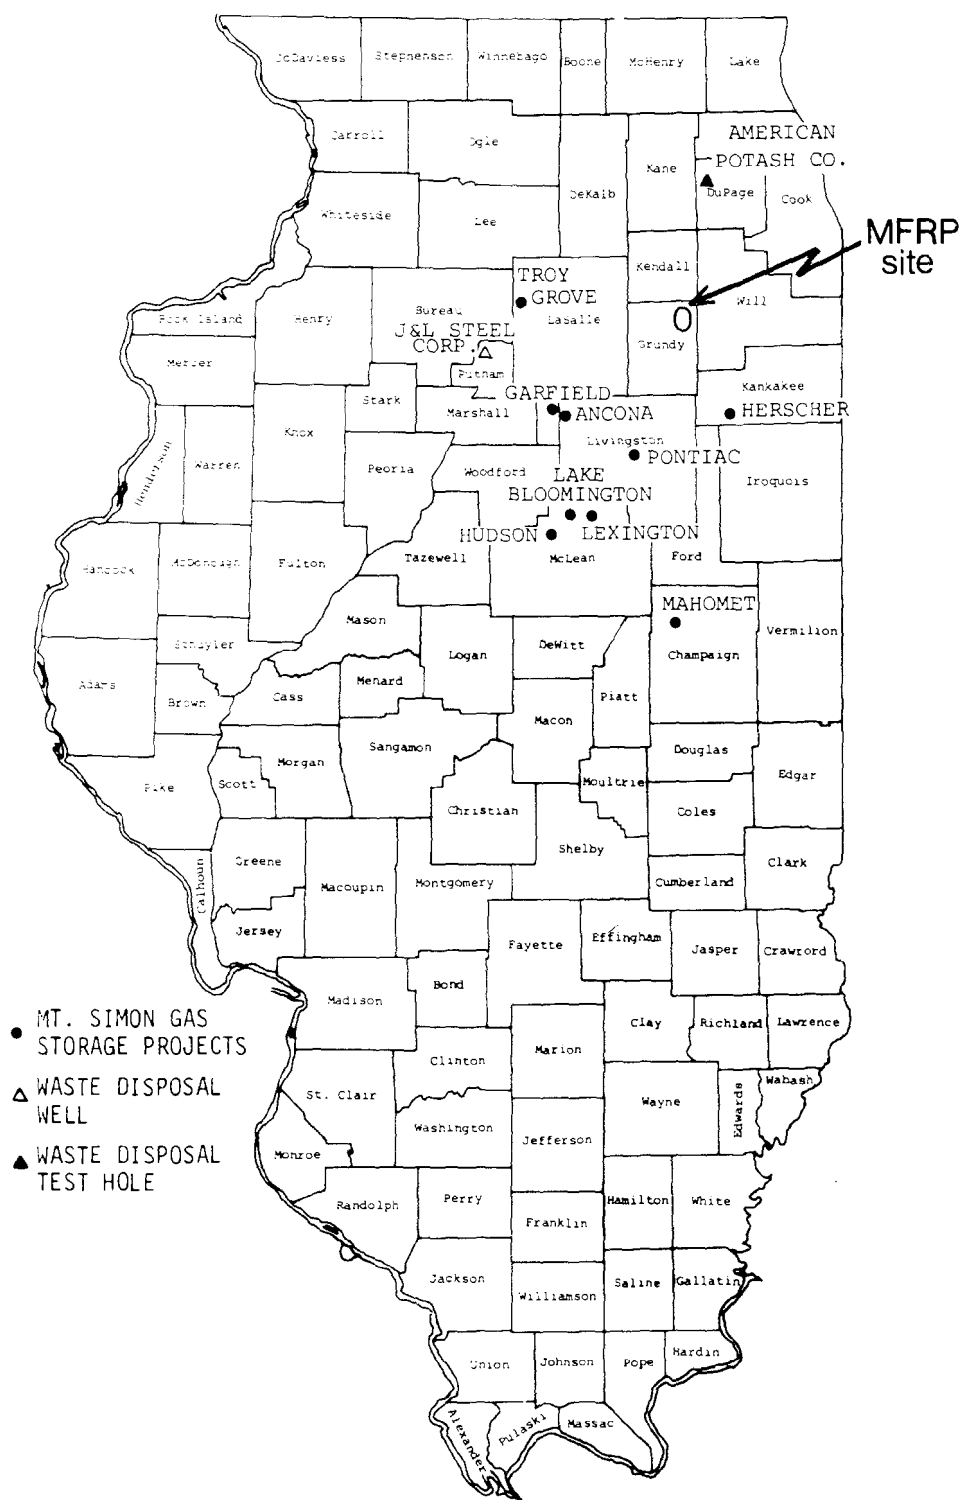 JoDaviess
Stephenson
Winnebago
Boone
McHenry
Lake
Carroll
Ogle
Kane
AMERICAN
POTASH CO.
DeKalb
DuPage
Cook
Whiteside
Lee
MFRP
site
Kendall
Will
TROY
GROVE
Rock Island
Henry
Bureau
LaSalle
J&L STEEL
CORP.
Grundy
0
Mercer
Putnam
Stark
Marshall
GARFIELD
ANCONA
Kankakee
HERSCHER
Knox
Livingston
PONTIAC
Henderson
Warren
Peoria
Woodford
LAKE
BLOOMINGTON
Iroquois
HUDSON
LEXINGTON
Hancock
McDonough
Fulton
Tazewell
McLean
Ford
MAHOMET
Mason
Schuyler
Logan
DeWitt
Champaign
Vermilion
Adams
Brown
Cass
Menard
Piatt
Macon
Pike
Scott
Morgan
Sangamon
Christian
Moultrie
Douglas
Edgar
Coles
Calhoun
Greene
Macoupin
Montgomery
Shelby
Cumberland
Clark
Jersey
Fayette
Effingham
Jasper
Crawford
Madison
Bond
Clay
Richland
Lawrence
MT. SIMON GAS
STORAGE PROJECTS
Clinton
Marion
WASTE DISPOSAL
WELL
St. Clair
Washington
Wayne
Edwards
Wabash
WASTE DISPOSAL
TEST HOLE
Monroe
Jefferson
Randolph
Perry
Franklin
Hamilton
White
Jackson
Williamson
Saline
Gallatin
Union
Johnson
Pope
Hardin
Alexander
Pulaski
Massac